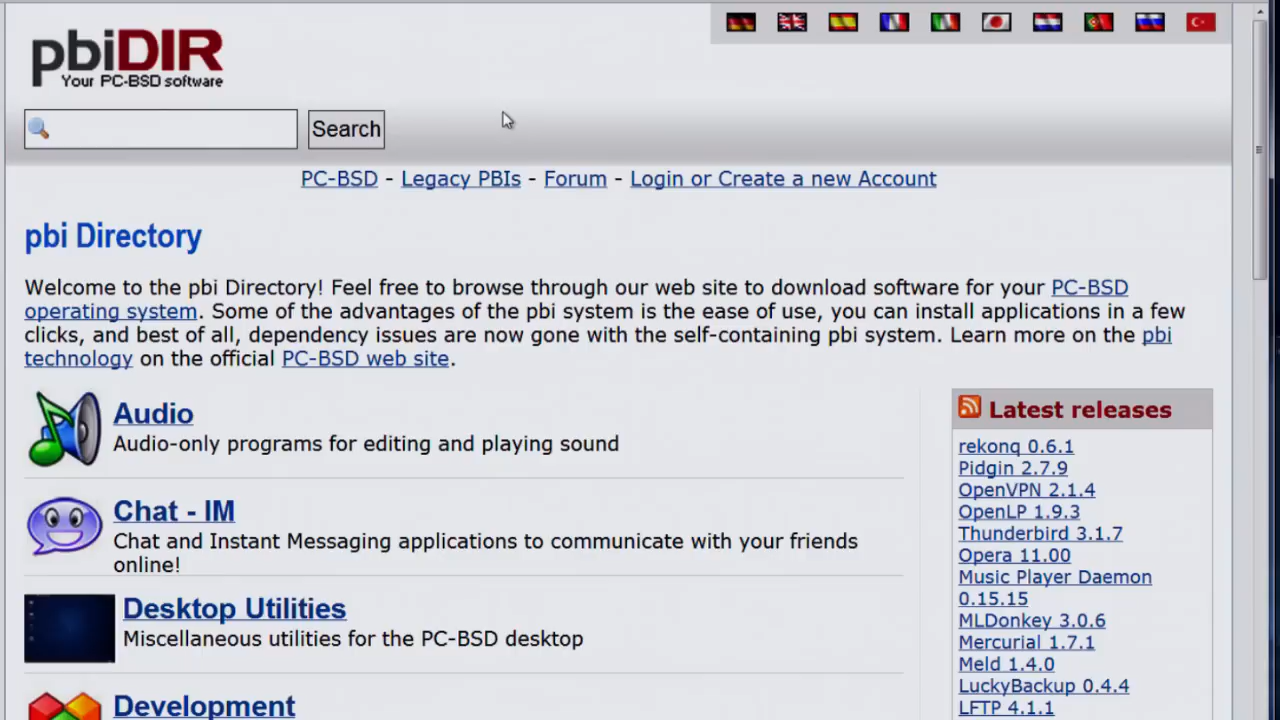 pbiDIR
Your PC-BSD software
Search
PC-BSD - Legacy PBIs - Forum - Login or Create a new Account
pbi Directory
Welcome to the pbi Directory! Feel free to browse through our web site to download software for your PC-BSD
operating system. Some of the advantages of the pbi system is the ease of use, you can install applications in a few
clicks, and best of all, dependency issues are now gone with the self-containing pbi system. Learn more on the pbi
technology on the official PC-BSD web site.
Audio
Audio-only programs for editing and playing sound
Chat - IM
Chat and Instant Messaging applications to communicate with your friends
online!
Desktop Utilities
Miscellaneous utilities for the PC-BSD desktop
Development
Latest releases
rekonq 0.6.1
Pidgin 2.7.9
OpenVPN 2.1.4
OpenLP 1.9.3
Thunderbird 3.1.7
Opera 11.00
Music Player Daemon
0.15.15
MLDonkey 3.0.6
Mercurial 1.7.1
Meld 1.4.0
LuckyBackup 0.4.4
LFTP 4.1.1